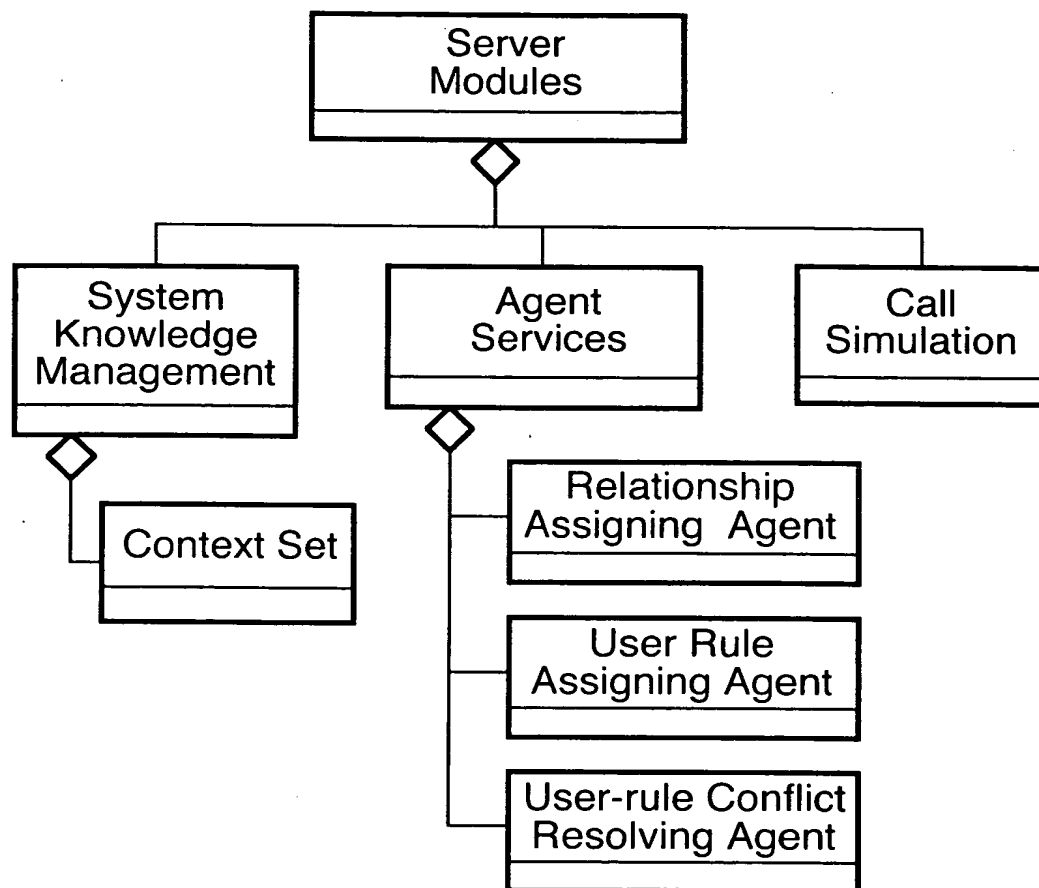 Server
Modules
System
Knowledge
Management
Agent
Services
Call
Simulation
Context Set
Relationship
Assigning Agent
User Rule
Assigning Agent
User-rule Conflict
Resolving Agent